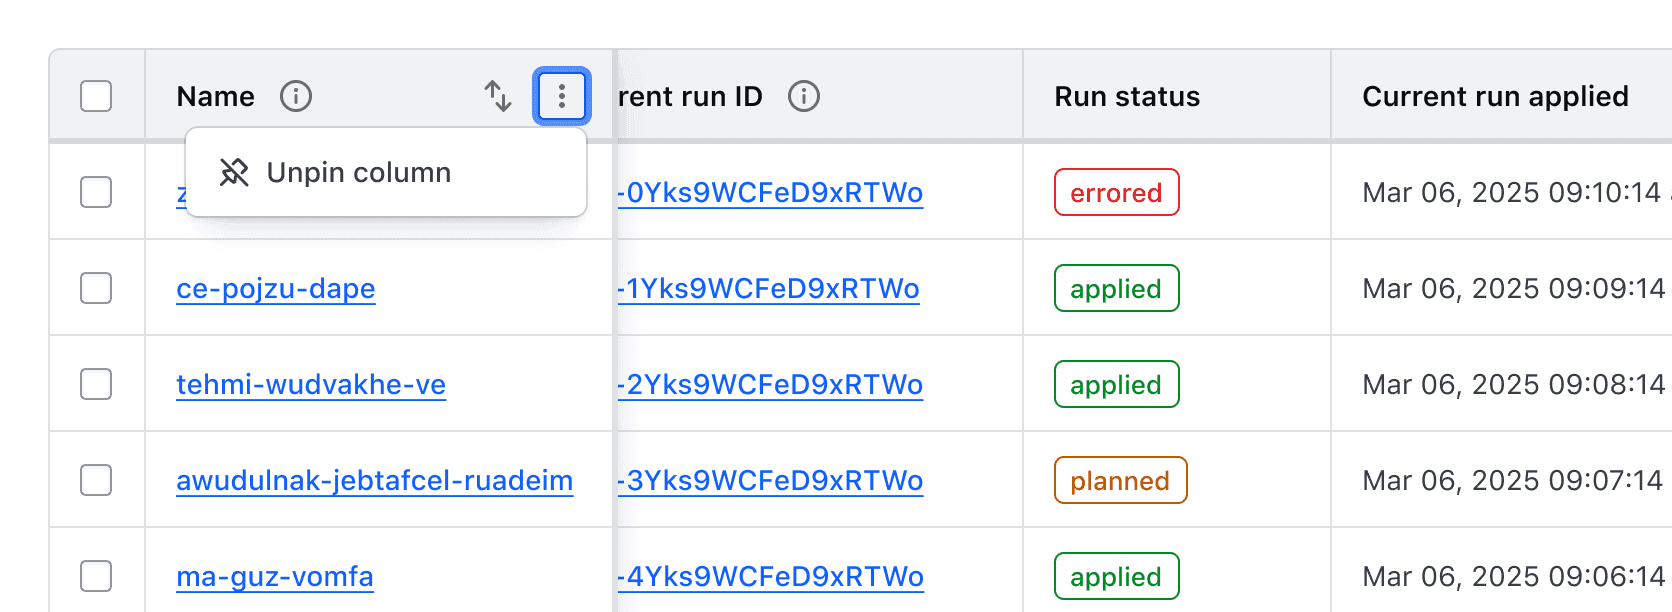 Name rent run ID Run status Current run applied
Unpin column
-0Yks9WCFeD9xRTWo errored Mar 06, 2025 09:10:14
ce-pojzu-dape -1Yks9WCFeD9xRTWo applied Mar 06, 2025 09:09:14
tehmi-wudvakhe-ve -2Yks9WCFeD9xRTWo applied Mar 06, 2025 09:08:14
awudulnak-jebtafcel-ruadeim -3Yks9WCFeD9xRTWo planned Mar 06, 2025 09:07:14
ma-guz-vomfa -4Yks9WCFeD9xRTWo applied Mar 06, 2025 09:06:14